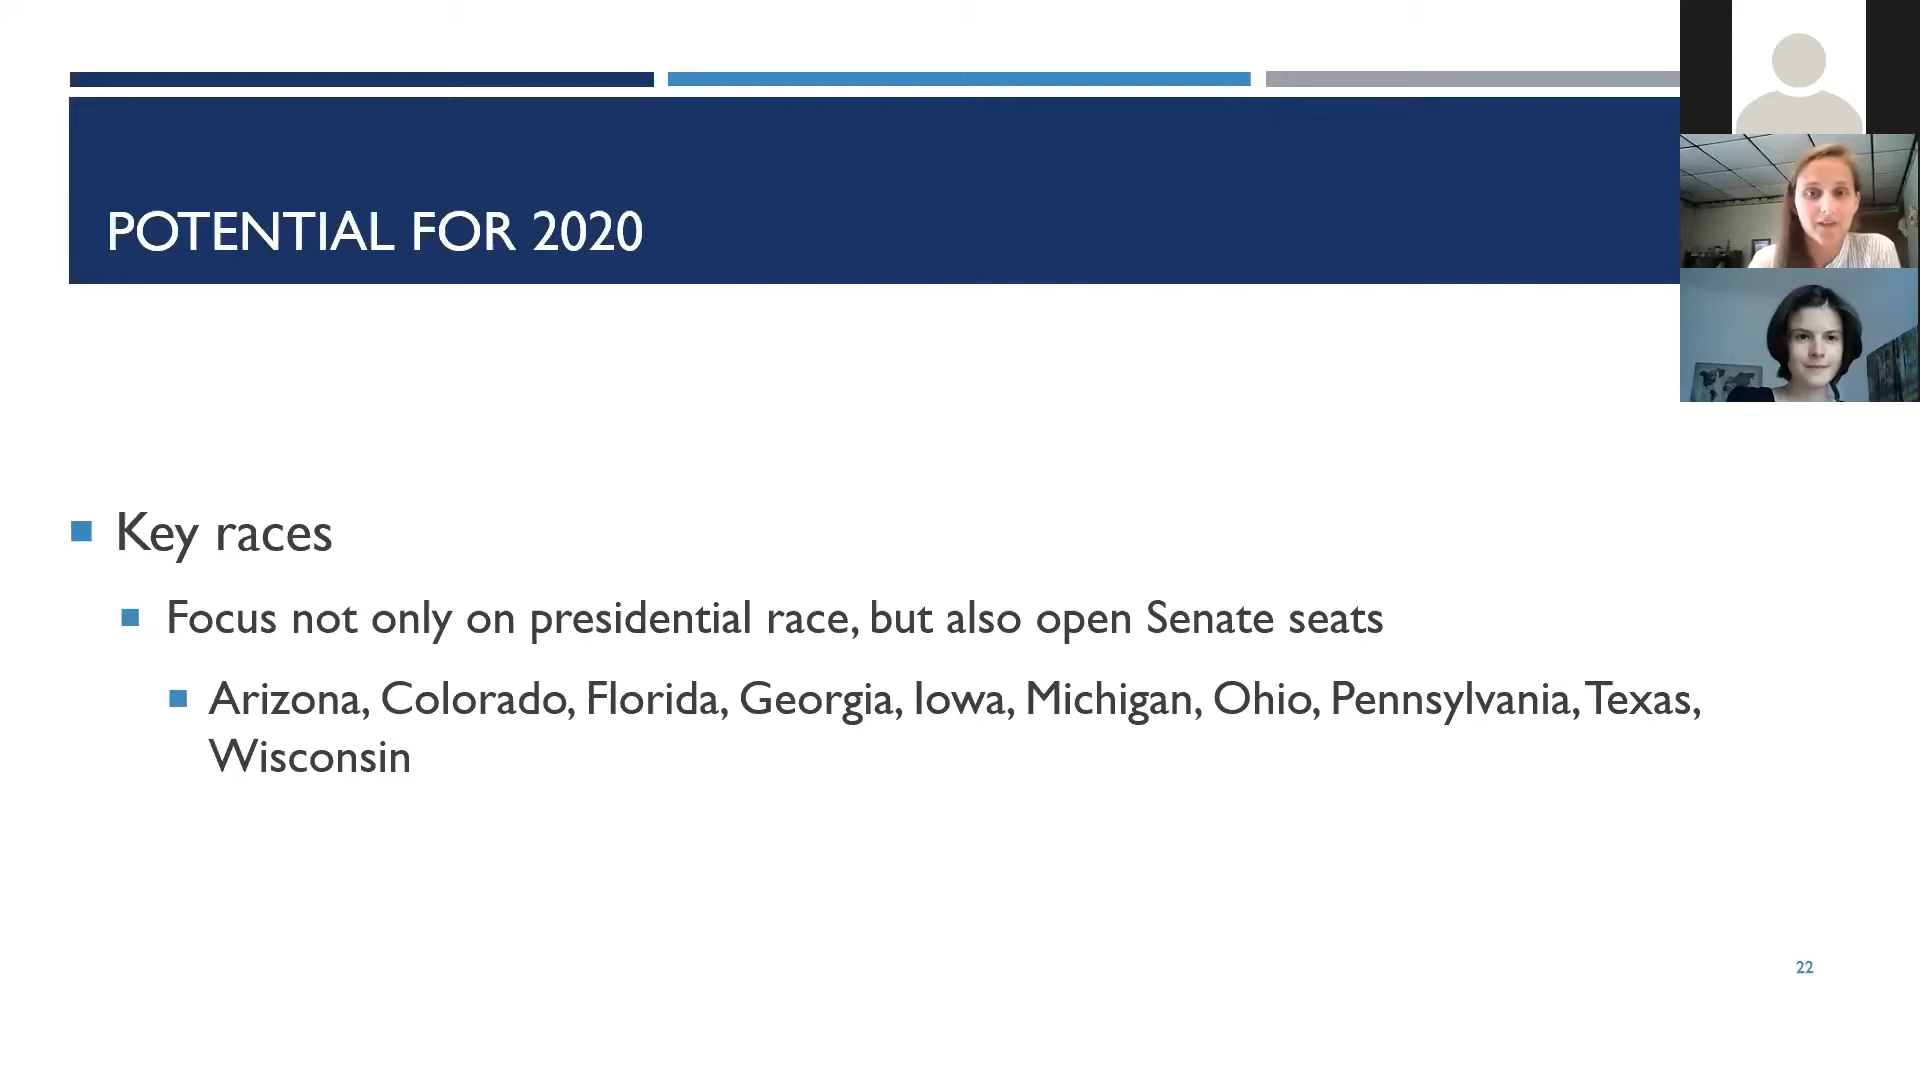 POTENTIAL FOR 2020
Key races
Focus not only on presidential race, but also open Senate seats
Arizona, Colorado, Florida, Georgia, Iowa, Michigan, Ohio, Pennsylvania, Texas,
Wisconsin
22